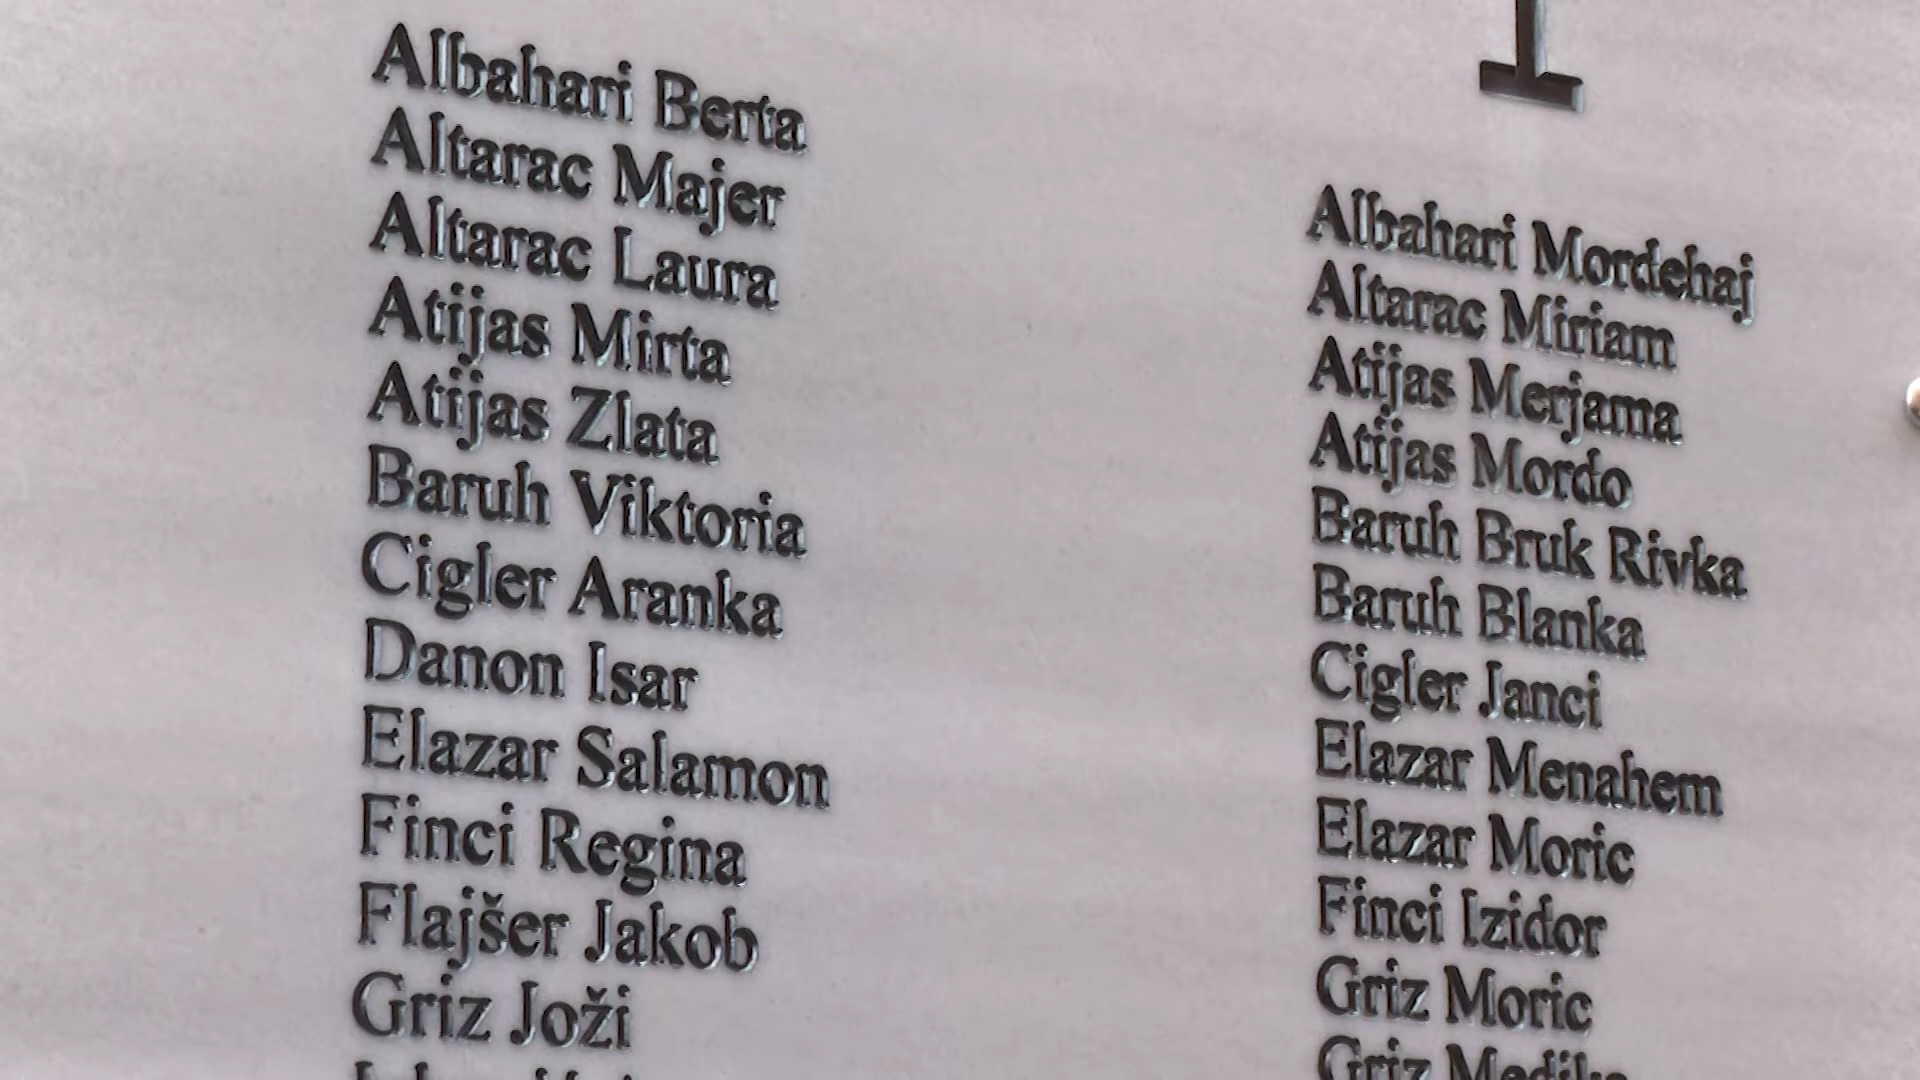 Albahari Berta
Altarac Majer
Altarac Laura
Atijas Mirta
Atijas Zlata
Baruh Viktoria
Cigler Aranka
Danon Isar
Elazar Salamon
Finci Regina
Flajšer Jakob
Griz Joži
Albahari Mordehaj
Altarac Miriam
Atijas Merjama
Atijas Mordo
Baruh Bruk Rivka
Baruh Blanka
Cigler Janci
Elazar Menahem
Elazar Moric
Finci Izidor
Griz Moric
Griz